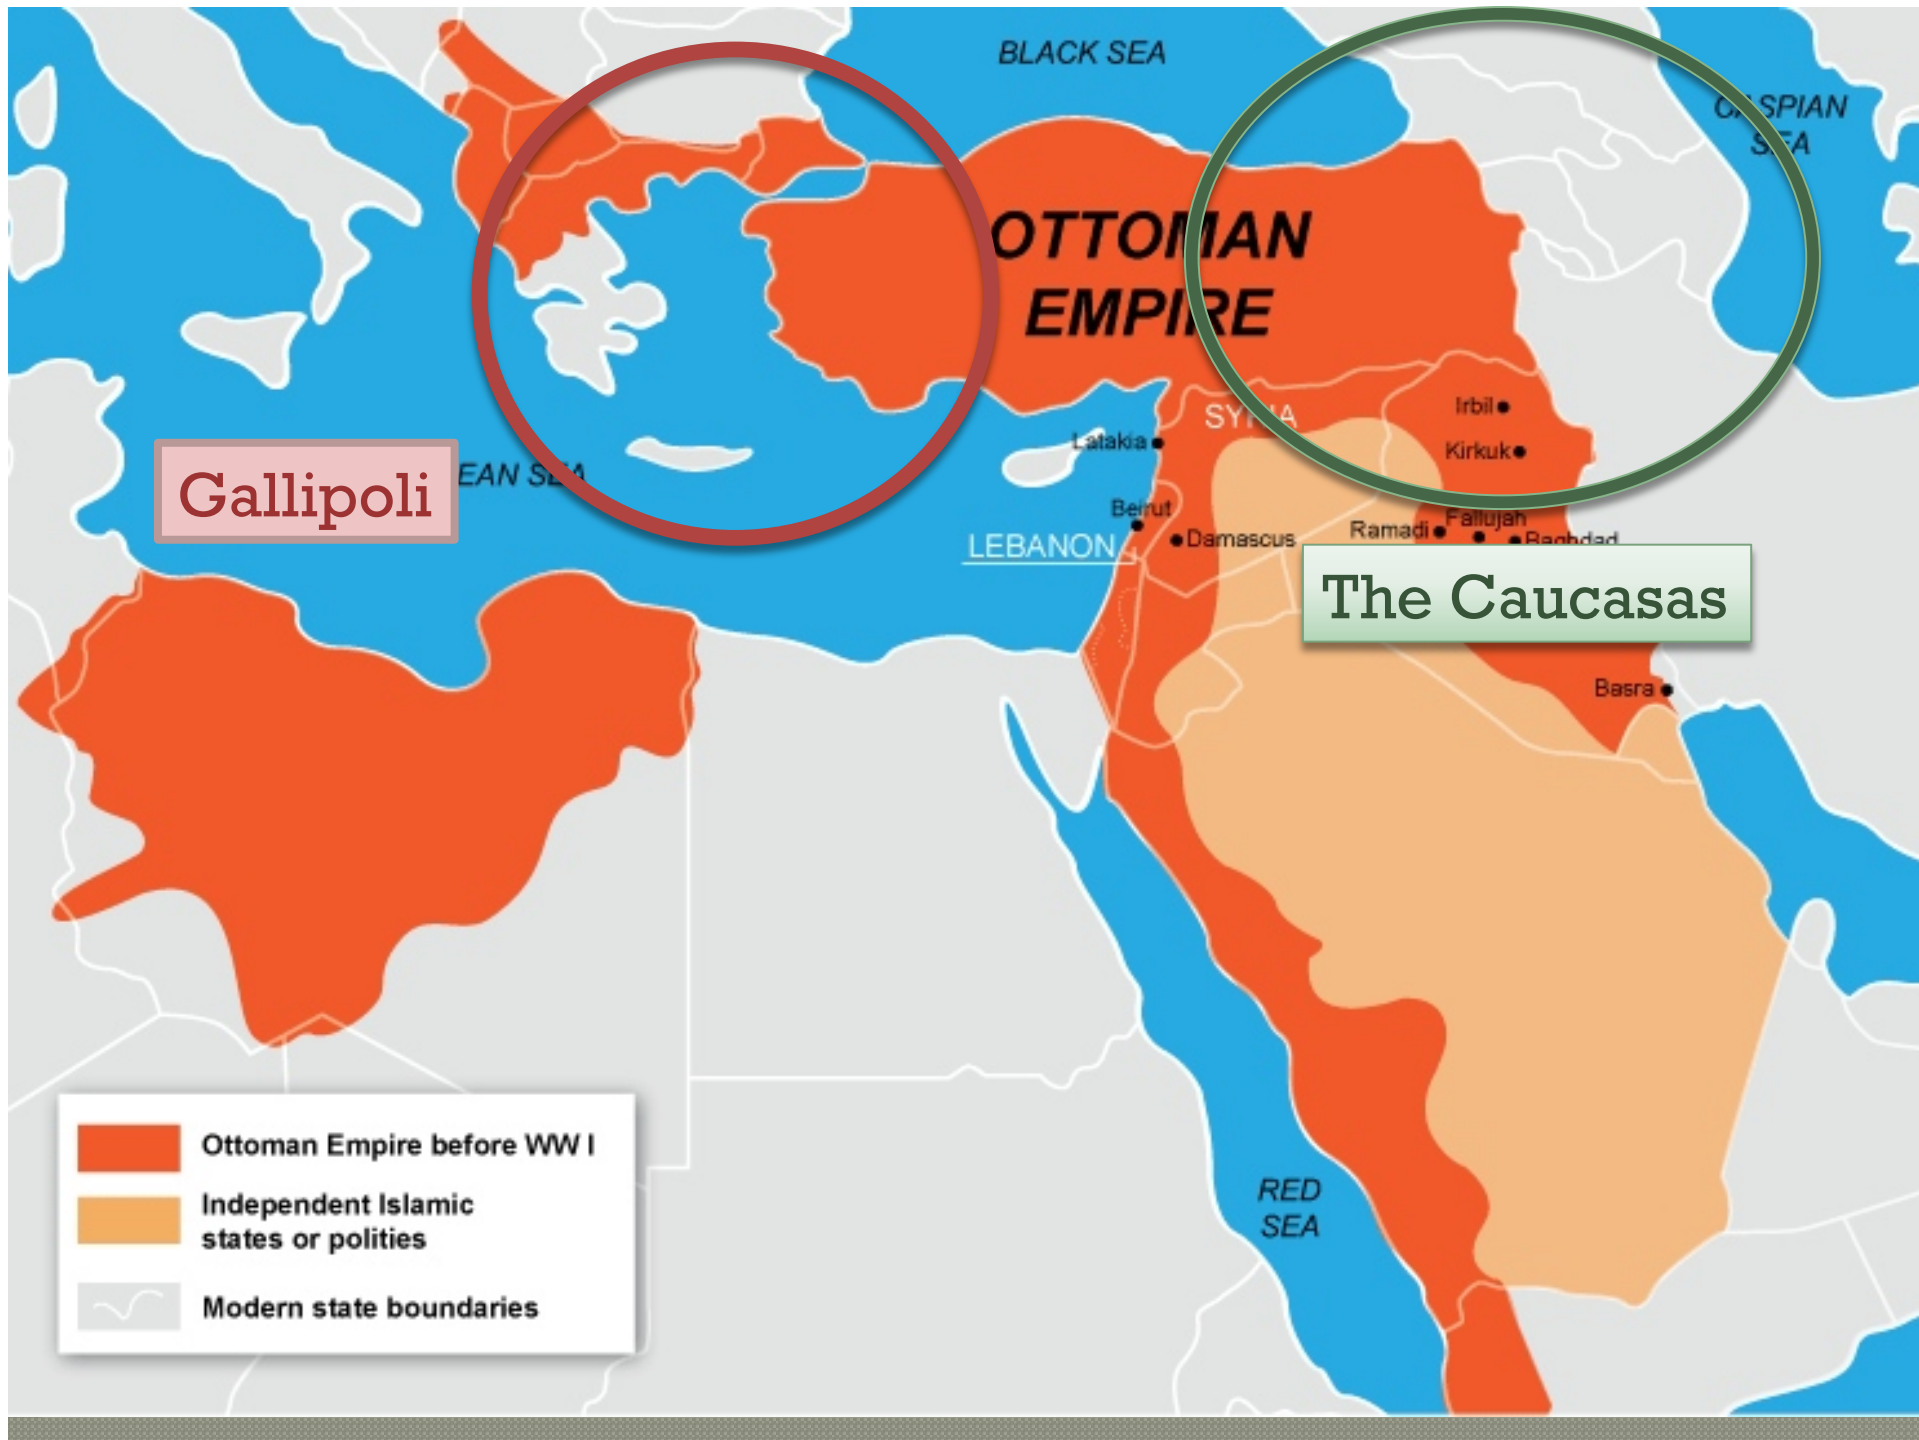 BLACK SEA
CASPIAN
SEA
OTTOMAN
EMPIRE
Irbil
SYRIA
Latakia
Kirkuk
EAN SEA
Gallipoli
Beirut
Fallujah
Ramadi
Damascus
Baghdad
LEBANON
The Caucasas
Basra
Ottoman Empire before WW I
Independent Islamic
states or polities
RED
SEA
Modern state boundaries